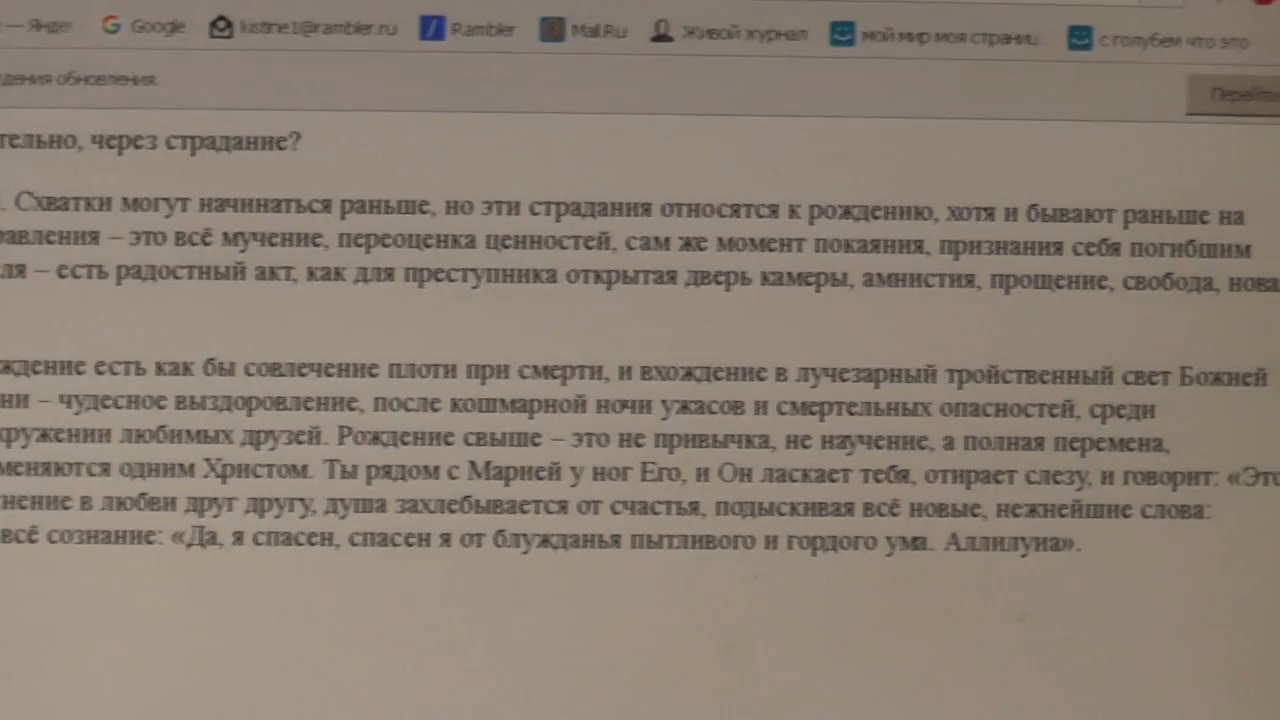 — Яндекс Google kistine1@rambler.ru Rambler Mail.Ru Живой журнал мой мир моя страниц с голубем что это
дения обновления. Перейти
тельно, через страдание?
. Схватки могут начинаться раньше, но эти страдания относятся к рождению, хотя и бывают раньше на
равления – это всё мучение, переоценка ценностей, сам же момент покаяния, признания себя погибшим
ля – есть радостный акт, как для преступника открытая дверь камеры, амнистия, прощение, свобода, нова
ждение есть как бы совлечение плоти при смерти, и вхождение в лучезарный тройственный свет Божией
ни – чудесное выздоровление, после кошмарной ночи ужасов и смертельных опасностей, среди
кружении любимых друзей. Рождение свыше – это не привычка, не научение, а полная перемена,
меняются одним Христом. Ты рядом с Марией у ног Его, и Он ласкает тебя, отирает слезу, и говорит: «Это
нение в любви друг другу, душа захлебывается от счастья, подыскивая всё новые, нежнейшие слова:
всё сознание: «Да, я спасен, спасен я от блужданья пытливого и гордого ума. Аллилуиа».